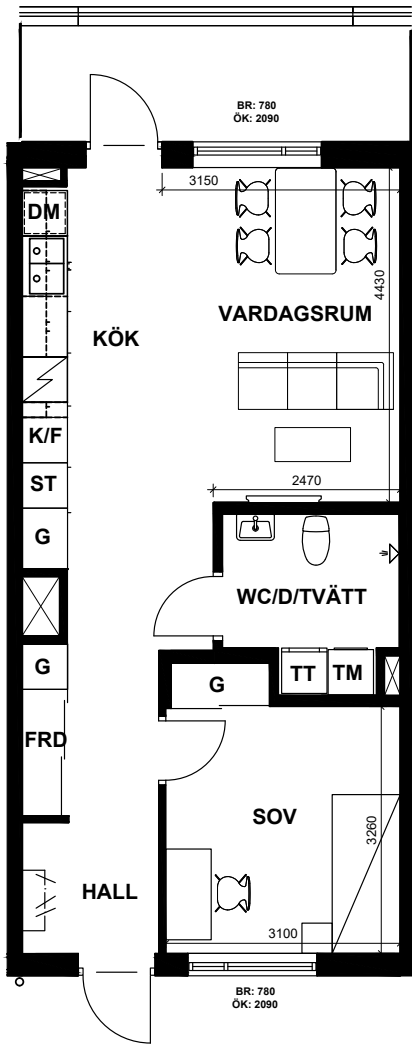 BR: 780
ÖK: 2090
3150
DM
4430
VARDAGSRUM
KÖK
K/F
ST
2470
G
WC/D/TVÄTT
G
G
TT
TM
FRD
SOV
3260
HALL
3100
BR: 780
ÖK: 2090